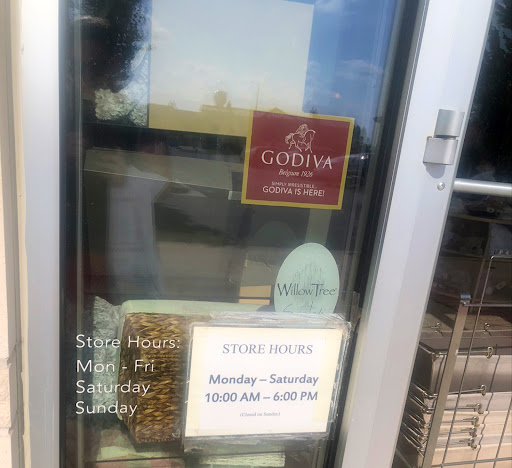 GODIVA
Belgium 1926
SIMPLY IRRESISTIBLE...
GODIVA IS HERE!
Willow Tree
Store Hours:
Mon - Fri
Saturday
Sunday
STORE HOURS
Monday – Saturday
10:00 AM – 6:00 PM
(Closed on Sunday)